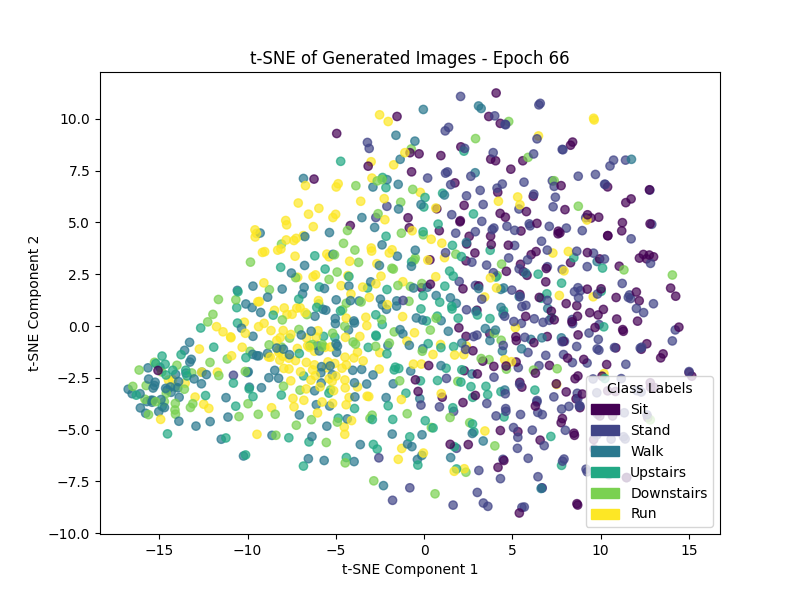 t-SNE of Generated Images - Epoch 66
t-SNE Component 2
10.0
7.5
5.0
2.5
0.0
−2.5
−5.0
−7.5
−10.0
Class Labels
Sit
Stand
Walk
Upstairs
Downstairs
Run
−15
−10
−5
0
5
10
15
t-SNE Component 1